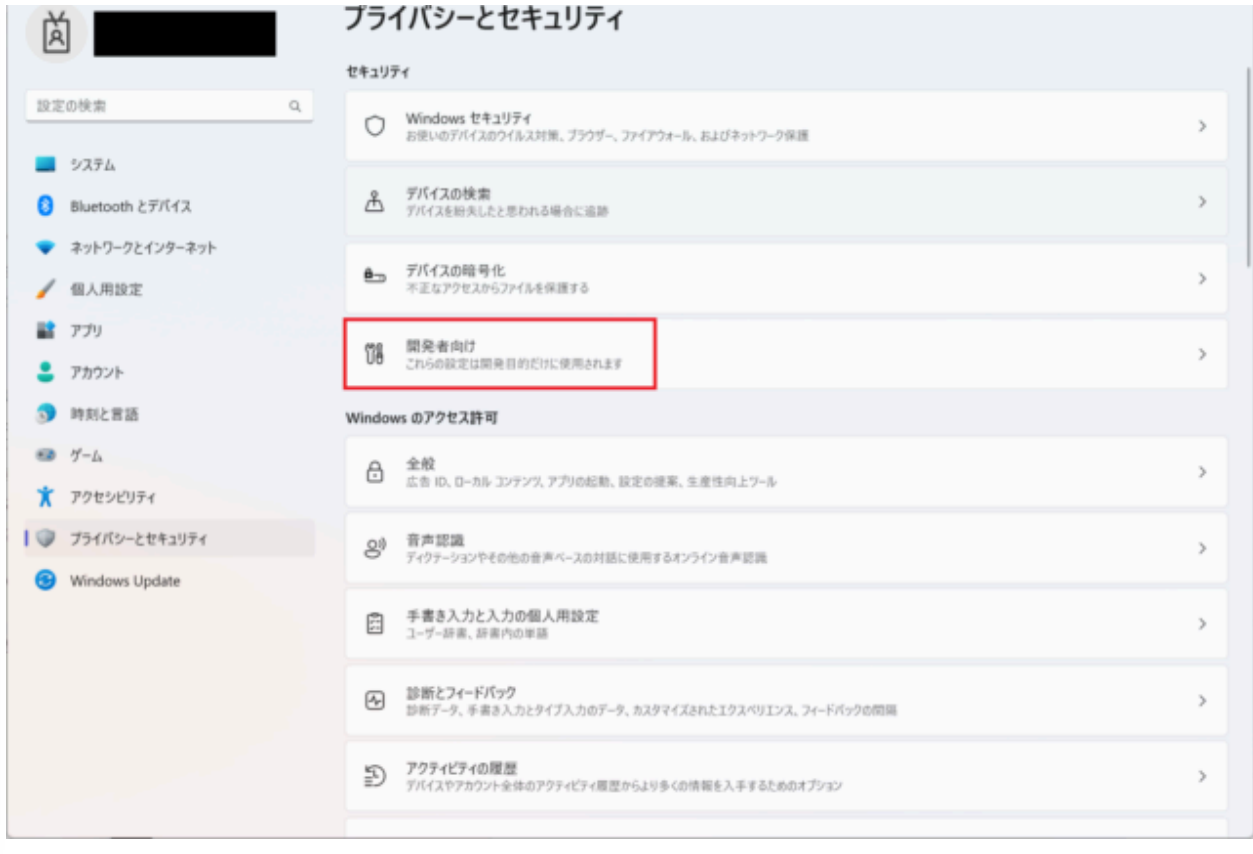 プライバシーとセキュリティ
設定の検索
システム
Bluetooth とデバイス
ネットワークとインターネット
個人用設定
アプリ
アカウント
時刻と言語
ゲーム
アクセシビリティ
プライバシーとセキュリティ
Windows Update
セキュリティ
Windows セキュリティ
お使いのデバイスのウイルス対策、ブラウザー、ファイアウォール、およびネットワーク保護
デバイスの検索
デバイスを紛失したと思われる場合に追跡
デバイスの暗号化
不正なアクセスからファイルを保護する
開発者向け
これらの設定は開発目的だけに使用されます
Windows のアクセス許可
全般
広告 ID、ローカル コンテンツ、アプリの起動、設定の提案、生産性向上ツール
音声認識
ディクテーションやその他の音声ベースの対話に使用するオンライン音声認識
手書き入力と入力の個人用設定
ユーザー辞書、辞書内の単語
診断とフィードバック
診断データ、手書き入力とタイプ入力のデータ、カスタマイズされたエクスペリエンス、フィードバックの間隔
アクティビティの履歴
デバイスやアカウント全体のアクティビティ履歴からより多くの情報を入手するためのオプション